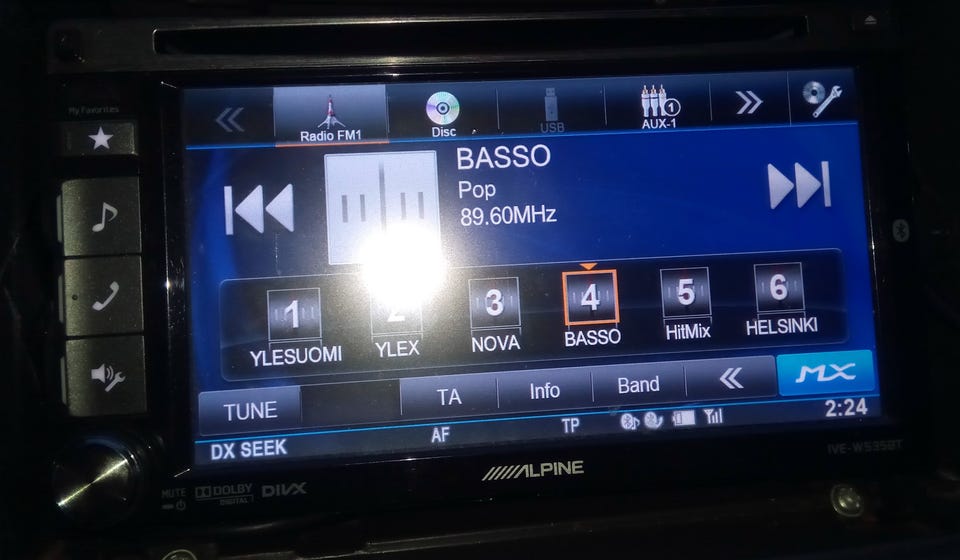 My Favorites
Radio FM1
Disc
USB
1
AUX-1
BASSO
Pop
89.60MHz
1 2 3 4 5 6
YLESUOMI YLEX NOVA BASSO HitMix HELSINKI
TUNE TA Info Band MX
DX SEEK AF TP 2:24
ALPINE
IVE-W535BT
MUTE
DOLBY
DIGITAL
DIVX